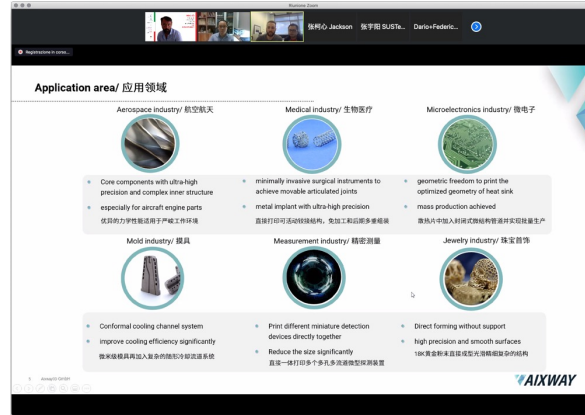 Business Zoom
张柯心 Jackson
张宇阳 SUSTe...
Dario+Federic...
Registrazione in corso...
Application area/ 应用领域
Aerospace industry/ 航空航天
Core components with ultra-high precision and complex inner structure
especially for aircraft engine parts
优异的力学性能适用于严峻工作环境
Medical industry/ 生物医疗
minimally invasive surgical instruments to achieve movable articulated joints
metal implant with ultra-high precision
直接打印可活动铰接结构，免加工和后期多重组装
Microelectronics industry/ 微电子
geometric freedom to print the optimized geometry of heat sink
mass production achieved
散热片中加入封闭式微结构管道并实现批量生产
Mold industry/ 模具
Conformal cooling channel system
improve cooling efficiency significantly
微米级模具再加入复杂的随形冷却流道系统
Measurement industry/ 精密测量
Print different miniature detection devices directly together
Reduce the size significantly
直接一体打印多个多孔多流道微型探测装置
Jewelry industry/ 珠宝首饰
Direct forming without support
high precision and smooth surfaces
18K黄金粉末直接成型光滑精细复杂的结构
AIXWAY